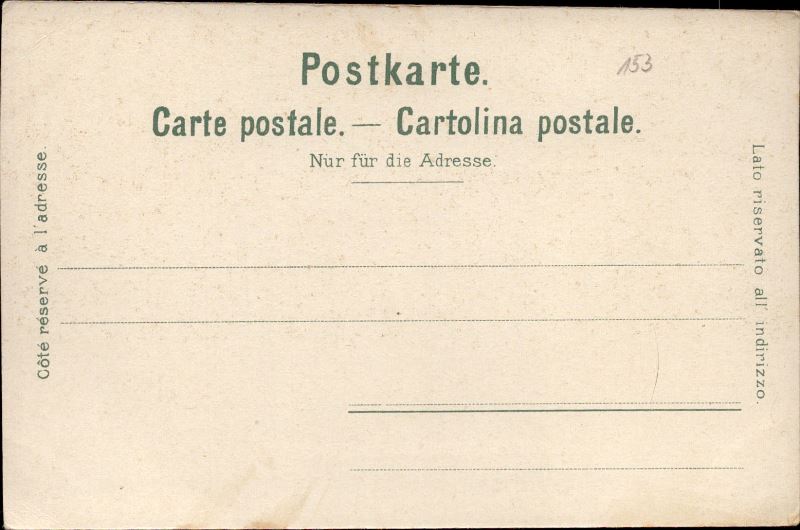 Postkarte.
153
Carte postale. — Cartolina postale.
Nur für die Adresse.
Côté réservé à l'adresse.
Lato riservato all' indirizzo.